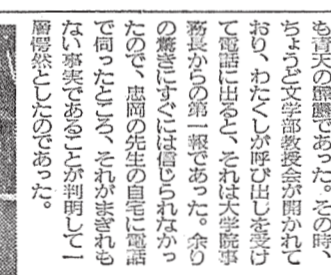 も青天の霹靂であった。その時、
ちょうど文学部教授会が開かれて
おり、わたくしが呼び出しを受け
て電話に出ると、それは大学院事
務長からの第一報であった。余り
の驚きにすぐには信じられなかっ
たので、忠岡の先生の自宅に電話
で伺ったところ、それがまぎれも
ない事実であることが判明して一
層愕然としたのであった。